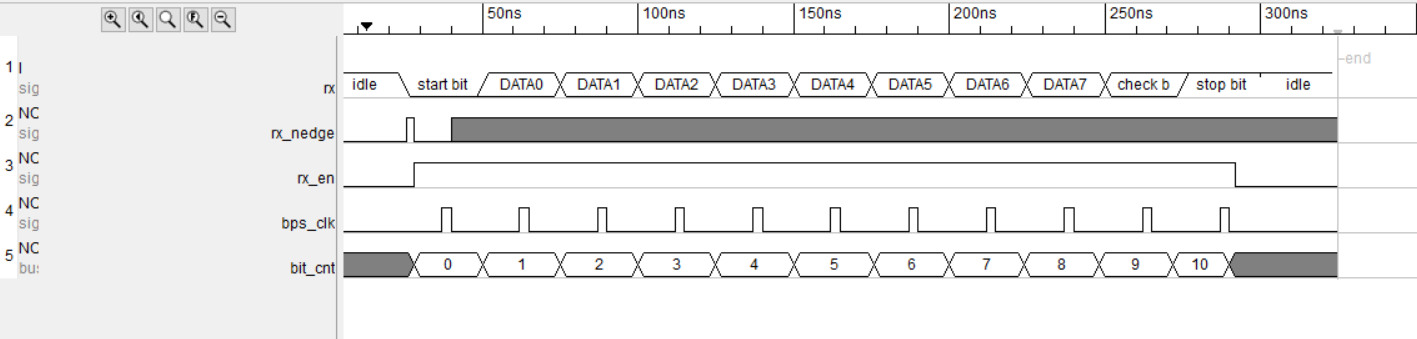 50ns 100ns 150ns 200ns 250ns 300ns
end
1 I
sig rx idle start bit DATA0 DATA1 DATA2 DATA3 DATA4 DATA5 DATA6 DATA7 check b stop bit idle
2 NC
sig rx_nedge
3 NC
sig rx_en
4 NC
sig bps_clk
5 NC
bu: bit_cnt 0 1 2 3 4 5 6 7 8 9 10